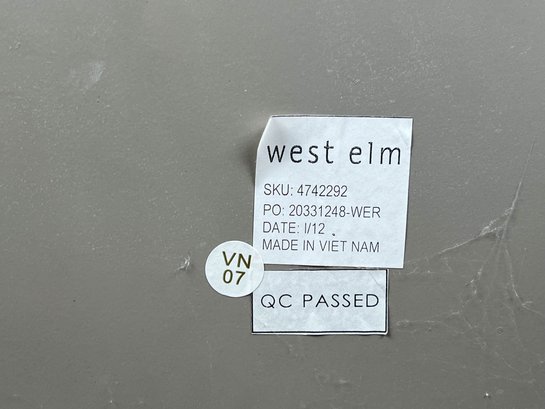 west elm
SKU: 4742292
PO: 20331248-WER
DATE: I/12
MADE IN VIET NAM
VN
07
QC PASSED